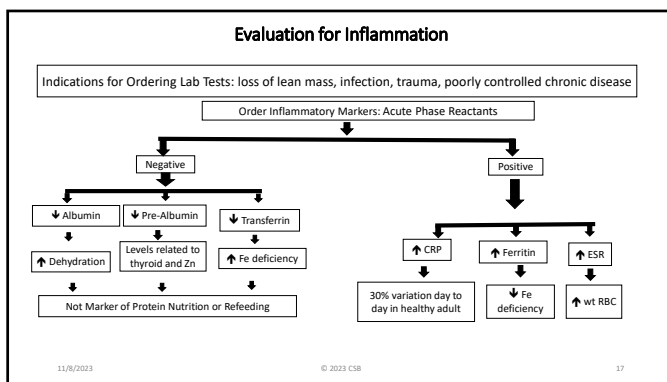 Evaluation for Inflammation
Indications for Ordering Lab Tests: loss of lean mass, infection, trauma, poorly controlled chronic disease
Order Inflammatory Markers: Acute Phase Reactants
Negative
Positive
↓ Albumin
↓ Pre-Albumin
↓ Transferrin
↑ Dehydration
Levels related to
thyroid and Zn
↑ Fe deficiency
Not Marker of Protein Nutrition or Refeeding
↑ CRP
↑ Ferritin
↑ ESR
30% variation day to
day in healthy adult
↓ Fe
deficiency
↑ wt RBC
11/8/2023
© 2023 CSB
17